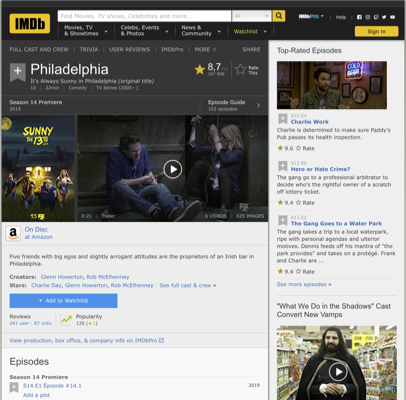 IMDb
Find Movies, TV shows, Celebrities and more...
All
IMDbPro
Help
Movies, TV & Showtimes
Celebs, Events & Photos
News & Community
Watchlist
Sign in
FULL CAST AND CREW | TRIVIA | USER REVIEWS | IMDbPro | MORE
SHARE
Philadelphia
It's Always Sunny in Philadelphia (original title)
10 | 22min | Comedy | TV Series (2005– )
8,7
Rate This
Season 14 Premiere
2019
Episode Guide
153 episodes
SUNNY
THE 13TH
FXX
0:21 | Trailer
6 VIDEOS
625 IMAGES
On Disc
at Amazon
Five friends with big egos and slightly arrogant attitudes are the proprietors of an Irish bar in
Philadelphia.
Creators: Glenn Howerton, Rob McElhenney
Stars: Charlie Day, Glenn Howerton, Rob McElhenney | See full cast & crew »
+ Add to Watchlist
Reviews
241 user | 87 critic
Popularity
126
View production, box office, & company info on IMDbPro
Episodes
Season 14 Premiere
S14.E1 Episode #14.1
2019
Add a plot
Top-Rated Episodes
COLD BEER
Charlie Work
Charlie is determined to make sure Paddy's
Pub passes its health inspection.
9.6 Rate
S12.E6
Hero or Hate Crime?
The gang go to a professional arbitrator to
decide who's the rightful owner of a scratch
off lottery ticket.
9.4 Rate
S12.E2
The Gang Goes to a Water Park
The gang takes a trip to a local waterpark,
ripe with personal agendas and ulterior
motives. Dennis feeds off his mantra of "the
park provides" and takes on a protégé.
Frank and Charlie are ...
9.4 Rate
See more episodes »
"What We Do in the Shadows" Cast
Convert New Vamps